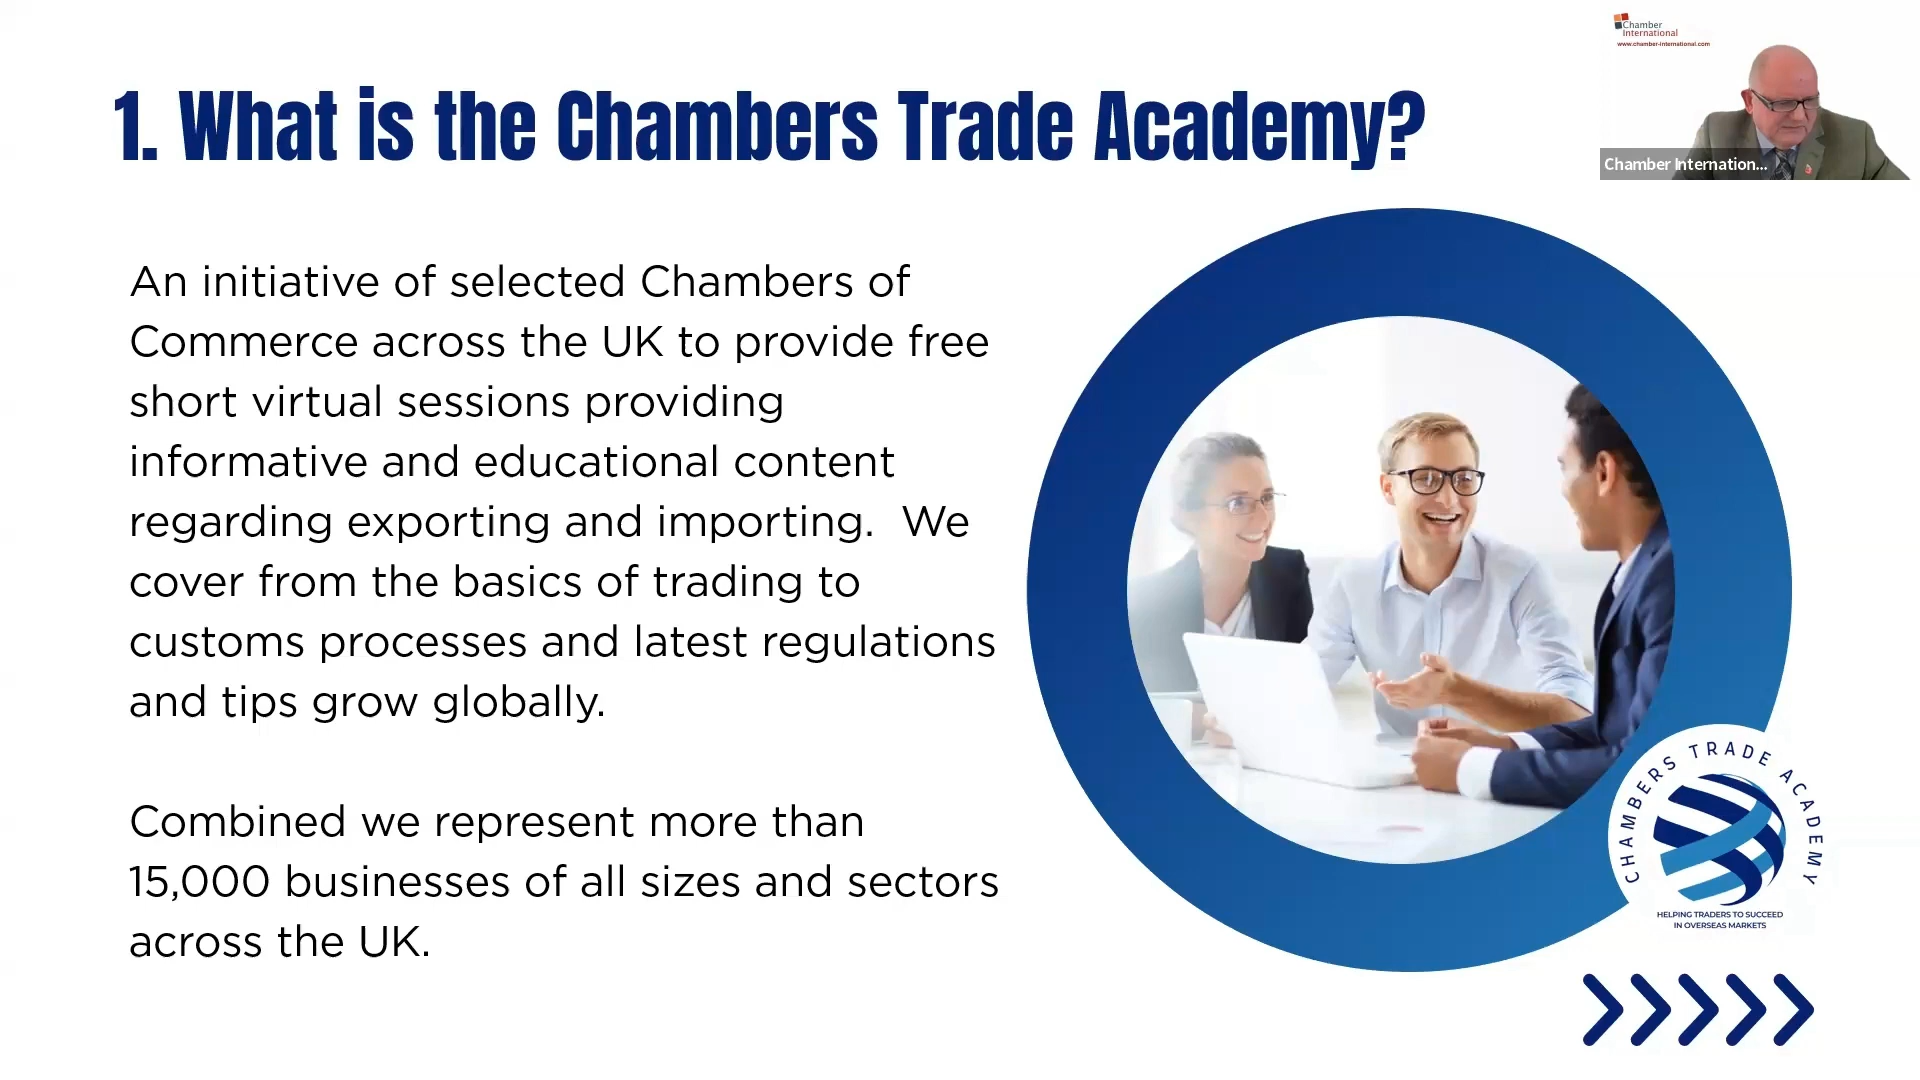 Chamber
International
www.chamber-international.com
1. What is the Chambers Trade Academy?
Chamber Internation...
An initiative of selected Chambers of
Commerce across the UK to provide free
short virtual sessions providing
informative and educational content
regarding exporting and importing.  We
cover from the basics of trading to
customs processes and latest regulations
and tips grow globally.
Combined we represent more than
15,000 businesses of all sizes and sectors
across the UK.
CHAMBERS TRADE ACADEMY
HELPING TRADERS TO SUCCEED
IN OVERSEAS MARKETS